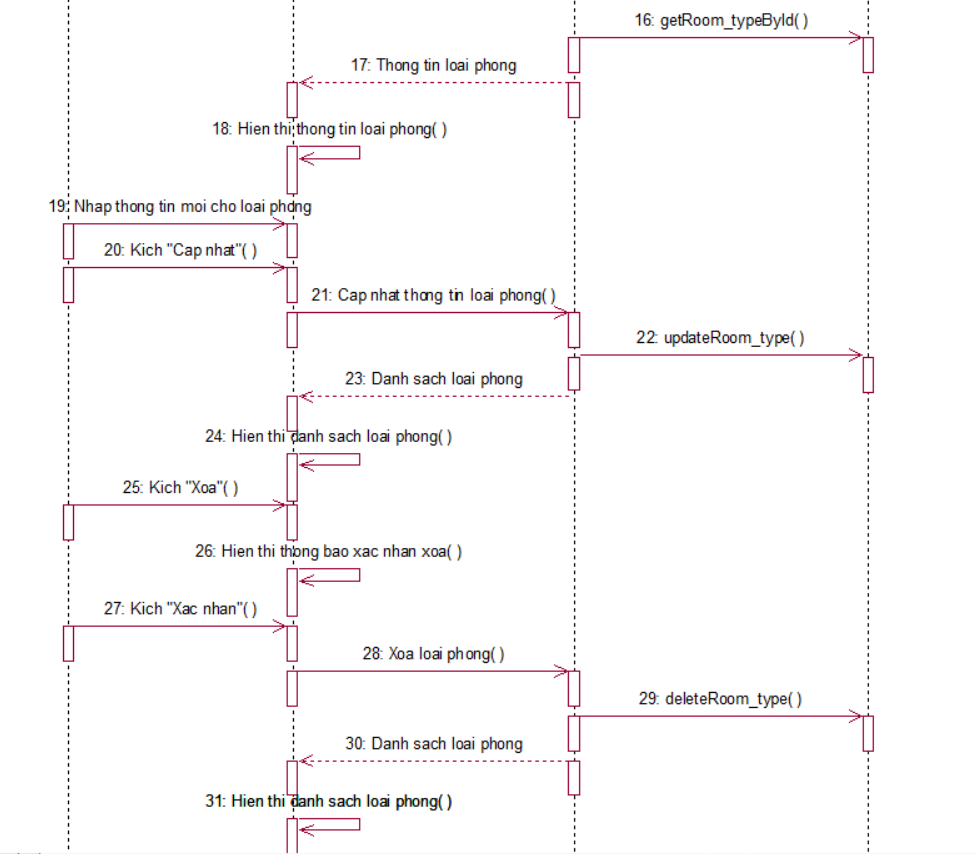 16: getRoom_typeById( )
17: Thong tin loai phong
18: Hien thi thong tin loai phong( )
19: Nhap thong tin moi cho loai phong
20: Kich "Cap nhat"( )
21: Cap nhat thong tin loai phong( )
22: updateRoom_type( )
23: Danh sach loai phong
24: Hien thi danh sach loai phong( )
25: Kich "Xoa"( )
26: Hien thi thong bao xac nhan xoa( )
27: Kich "Xac nhan"( )
28: Xoa loai phong( )
29: deleteRoom_type( )
30: Danh sach loai phong
31: Hien thi danh sach loai phong( )